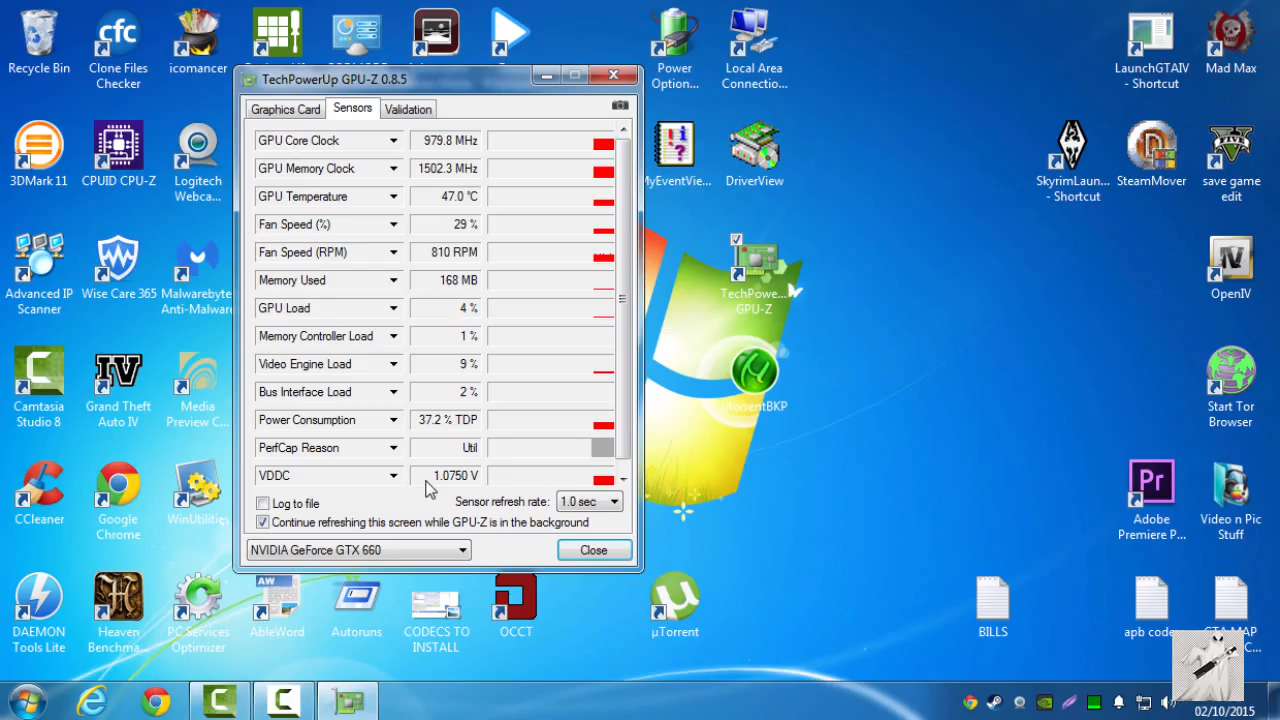 Recycle Bin
Clone Files
Checker
icomancer
Power
Option...
Local Area
Connectio...
LaunchGTAIV
- Shortcut
Mad Max
TechPowerUp GPU-Z 0.8.5
Graphics Card
Sensors
Validation
GPU Core Clock
979.8 MHz
GPU Memory Clock
1502.3 MHz
GPU Temperature
47.0 °C
Fan Speed (%)
29 %
Fan Speed (RPM)
810 RPM
Memory Used
168 MB
GPU Load
4 %
Memory Controller Load
1 %
Video Engine Load
9 %
Bus Interface Load
2 %
Power Consumption
37.2 % TDP
PerfCap Reason
Util
VDDC
1.0750 V
Log to file
Sensor refresh rate:
1.0 sec
Continue refreshing this screen while GPU-Z is in the background
NVIDIA GeForce GTX 660
Close
3DMark 11
CPUID CPU-Z
Logitech
Webca...
MyEventVie...
DriverView
SkyrimLaun...
- Shortcut
SteamMover
save game
edit
Advanced IP
Scanner
Wise Care 365
Malwarebyte
Anti-Malware
TechPowe...
GPU-Z
OpenIV
Camtasia
Studio 8
Grand Theft
Auto IV
Media
Preview C...
utorrentBKP
Start Tor
Browser
CCleaner
Google
Chrome
WinUtilities
Adobe
Premiere P...
Video n Pic
Stuff
DAEMON
Tools Lite
Heaven
Benchma...
PC Services
Optimizer
AbleWord
Autoruns
CODECS TO
INSTALL
OCCT
µTorrent
BILLS
apb code
GTA MAP
02/10/2015